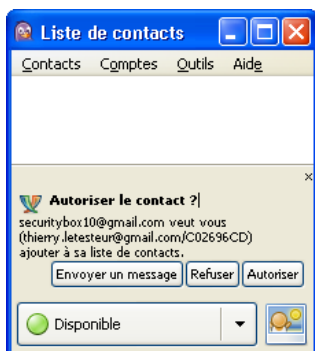 Liste de contacts
Contacts Comptes Outils Aide
Autoriser le contact ?
securitybox10@gmail.com veut vous
(thierry.letesteur@gmail.com/C02696CD)
ajouter à sa liste de contacts.
Envoyer un message Refuser Autoriser
Disponible